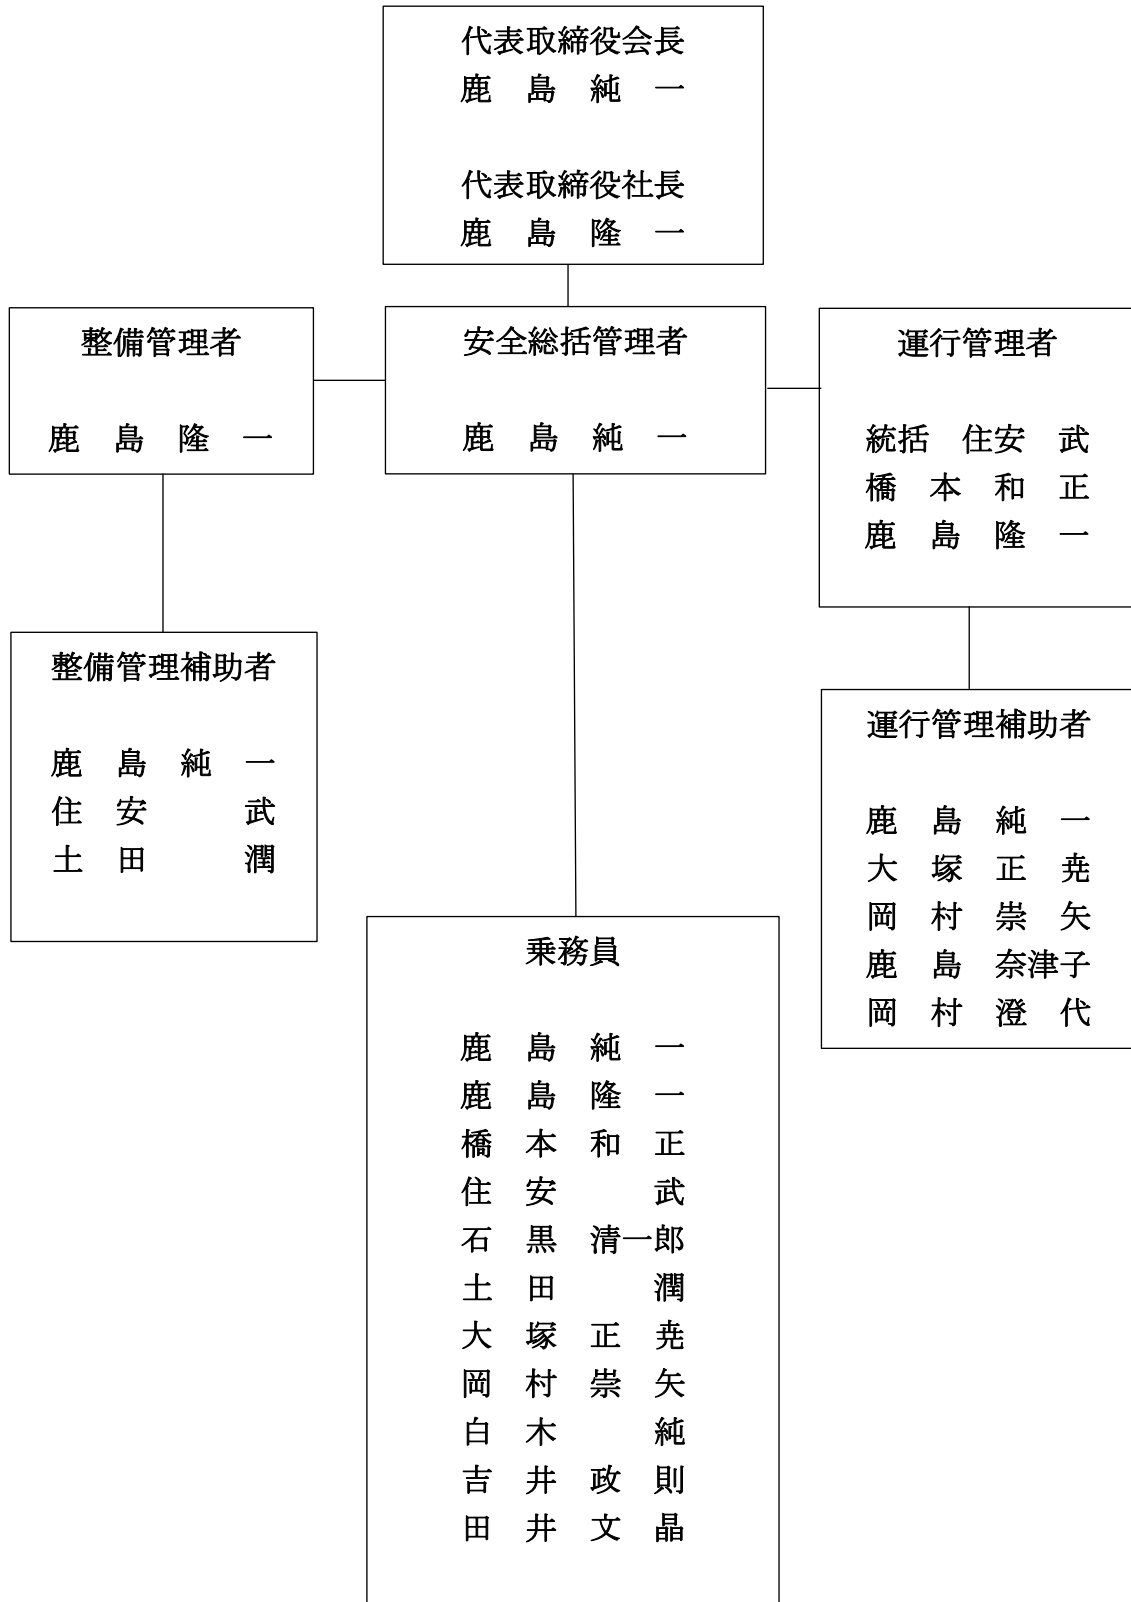 代表取締役会長
鹿 島 純 一
代表取締役社長
鹿 島 隆 一
整備管理者
鹿 島 隆 一
安全総括管理者
鹿 島 純 一
運行管理者
統括 住安 武
橋 本 和 正
鹿 島 隆 一
整備管理補助者
鹿 島 純 一
住 安 武
土 田 潤
運行管理補助者
鹿 島 純 一
大 塚 正 尭
岡 村 崇 矢
鹿 島 奈津子
岡 村 澄 代
乗務員
鹿 島 純 一
鹿 島 隆 一
橋 本 和 正
住 安 武
石 黒 清一郎
土 田 潤
大 塚 正 尭
岡 村 崇 矢
白 木 純
吉 井 政 則
田 井 文 晶